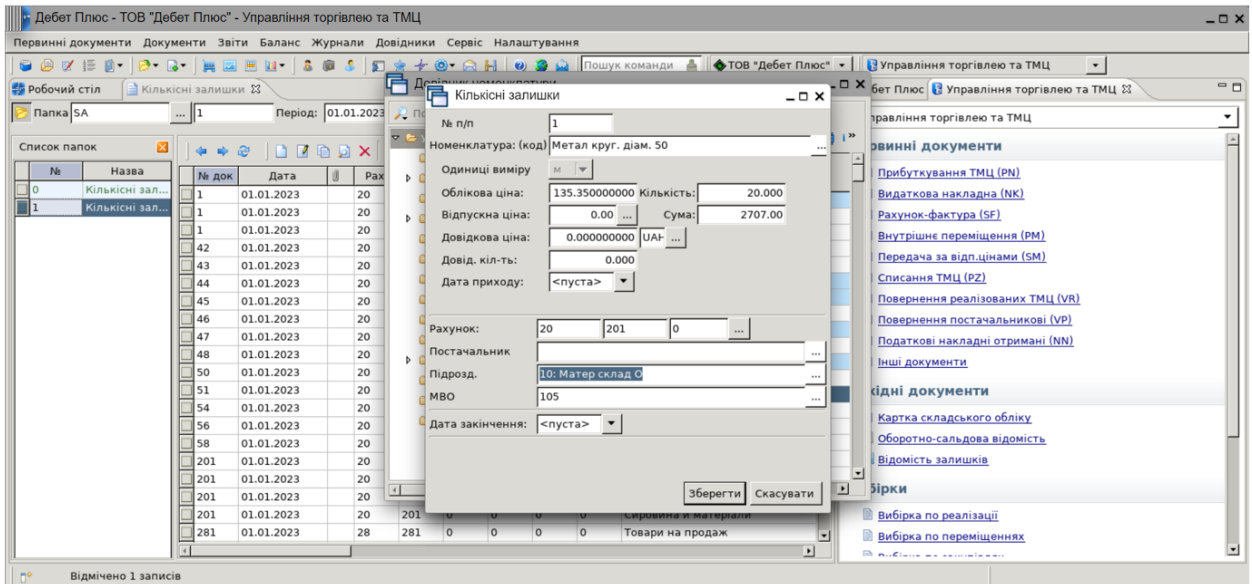 Дебет Плюс - ТОВ "Дебет Плюс" - Управління торгівлею та ТМЦ
Первинні документи Документи Звіти Баланс Журнали Довідники Сервіс Налаштування
Пошук команди ТОВ "Дебет Плюс" Управління торгівлею та ТМЦ
Робочий стіл Кількісні залишки
Папка SA ... 1 Період: 01.01.2023
Список папок
№ Назва
0 Кількісні зал...
1 Кількісні зал...
№ док Дата Рах
1 01.01.2023 20
1 01.01.2023 20
1 01.01.2023 20
42 01.01.2023 20
43 01.01.2023 20
44 01.01.2023 20
45 01.01.2023 20
46 01.01.2023 20
47 01.01.2023 20
48 01.01.2023 20
50 01.01.2023 20
51 01.01.2023 20
54 01.01.2023 20
56 01.01.2023 20
58 01.01.2023 20
201 01.01.2023 20
201 01.01.2023 20
201 01.01.2023 20
201 01.01.2023 20 201 0 0 0 0 Сировина й матеріали
281 01.01.2023 28 281 0 0 0 0 Товари на продаж
Відмічено 1 записів
Довідник номенклатури
Кількісні залишки
№ п/п 1
Номенклатура: (код) Метал круг. діам. 50 ...
Одиниці виміру м
Облікова ціна: 135.350000000 Кількість: 20.000
Відпускна ціна: 0.00 ... Сума: 2707.00
Довідкова ціна: 0.000000000 UAH ...
Довід. кіл-ть: 0.000
Дата приходу: <пуста>
Рахунок: 20 201 0 ...
Постачальник ...
Підрозд. 10: Матер склад О ...
МВО 105 ...
Дата закінчення: <пуста>
Зберегти Скасувати
бет Плюс Управління торгівлею та ТМЦ
правління торгівлею та ТМЦ
рвинні документи
Прибуткування ТМЦ (PN)
Видаткова накладна (NK)
Рахунок-фактура (SF)
Внутрішнє переміщення (PM)
Передача за відп.цінами (SM)
Списання ТМЦ (PZ)
Повернення реалізованих ТМЦ (VR)
Повернення постачальникові (VP)
Податкові накладні отримані (NN)
Інші документи
хідні документи
Картка складського обліку
Оборотно-сальдова відомість
Відомість залишків
бірки
Вибірка по реалізації
Вибірка по переміщеннях